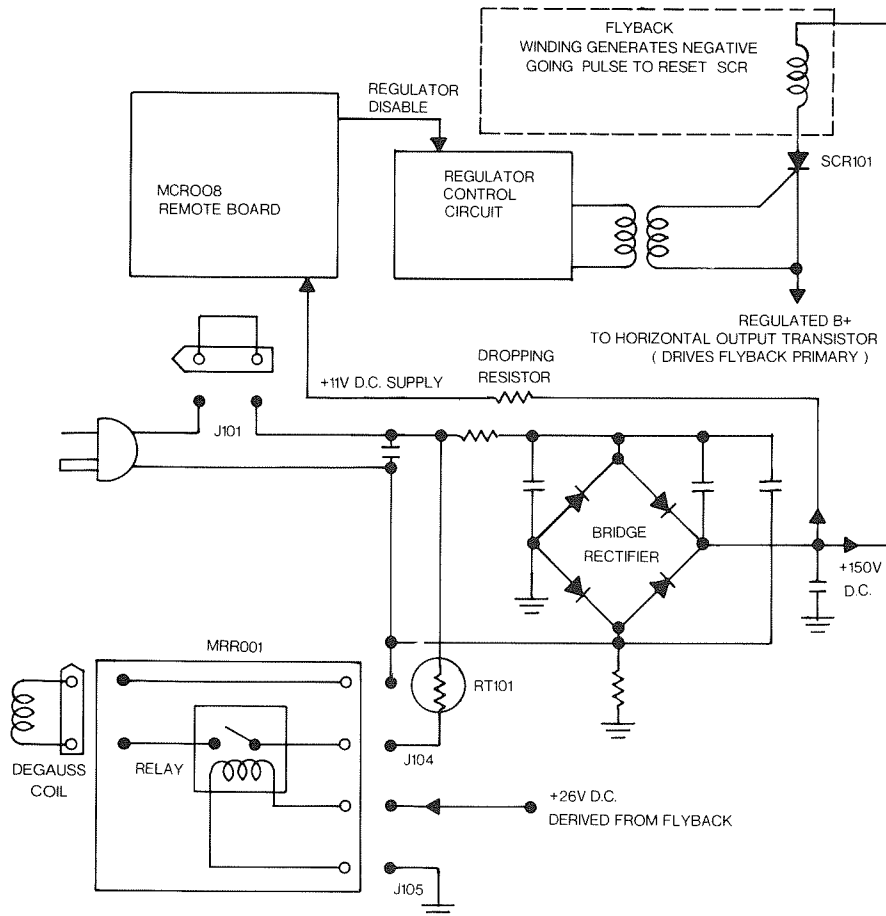 FLYBACK
WINDING GENERATES NEGATIVE
GOING PULSE TO RESET SCR
REGULATOR
DISABLE
SCR101
MCR008
REMOTE BOARD
REGULATOR
CONTROL
CIRCUIT
REGULATED B+
TO HORIZONTAL OUTPUT TRANSISTOR
( DRIVES FLYBACK PRIMARY )
DROPPING
RESISTOR
+11V D.C. SUPPLY
J101
BRIDGE
RECTIFIER
+150V
D.C.
MRR001
RT101
J104
RELAY
DEGAUSS
COIL
+26V D.C.
DERIVED FROM FLYBACK
J105